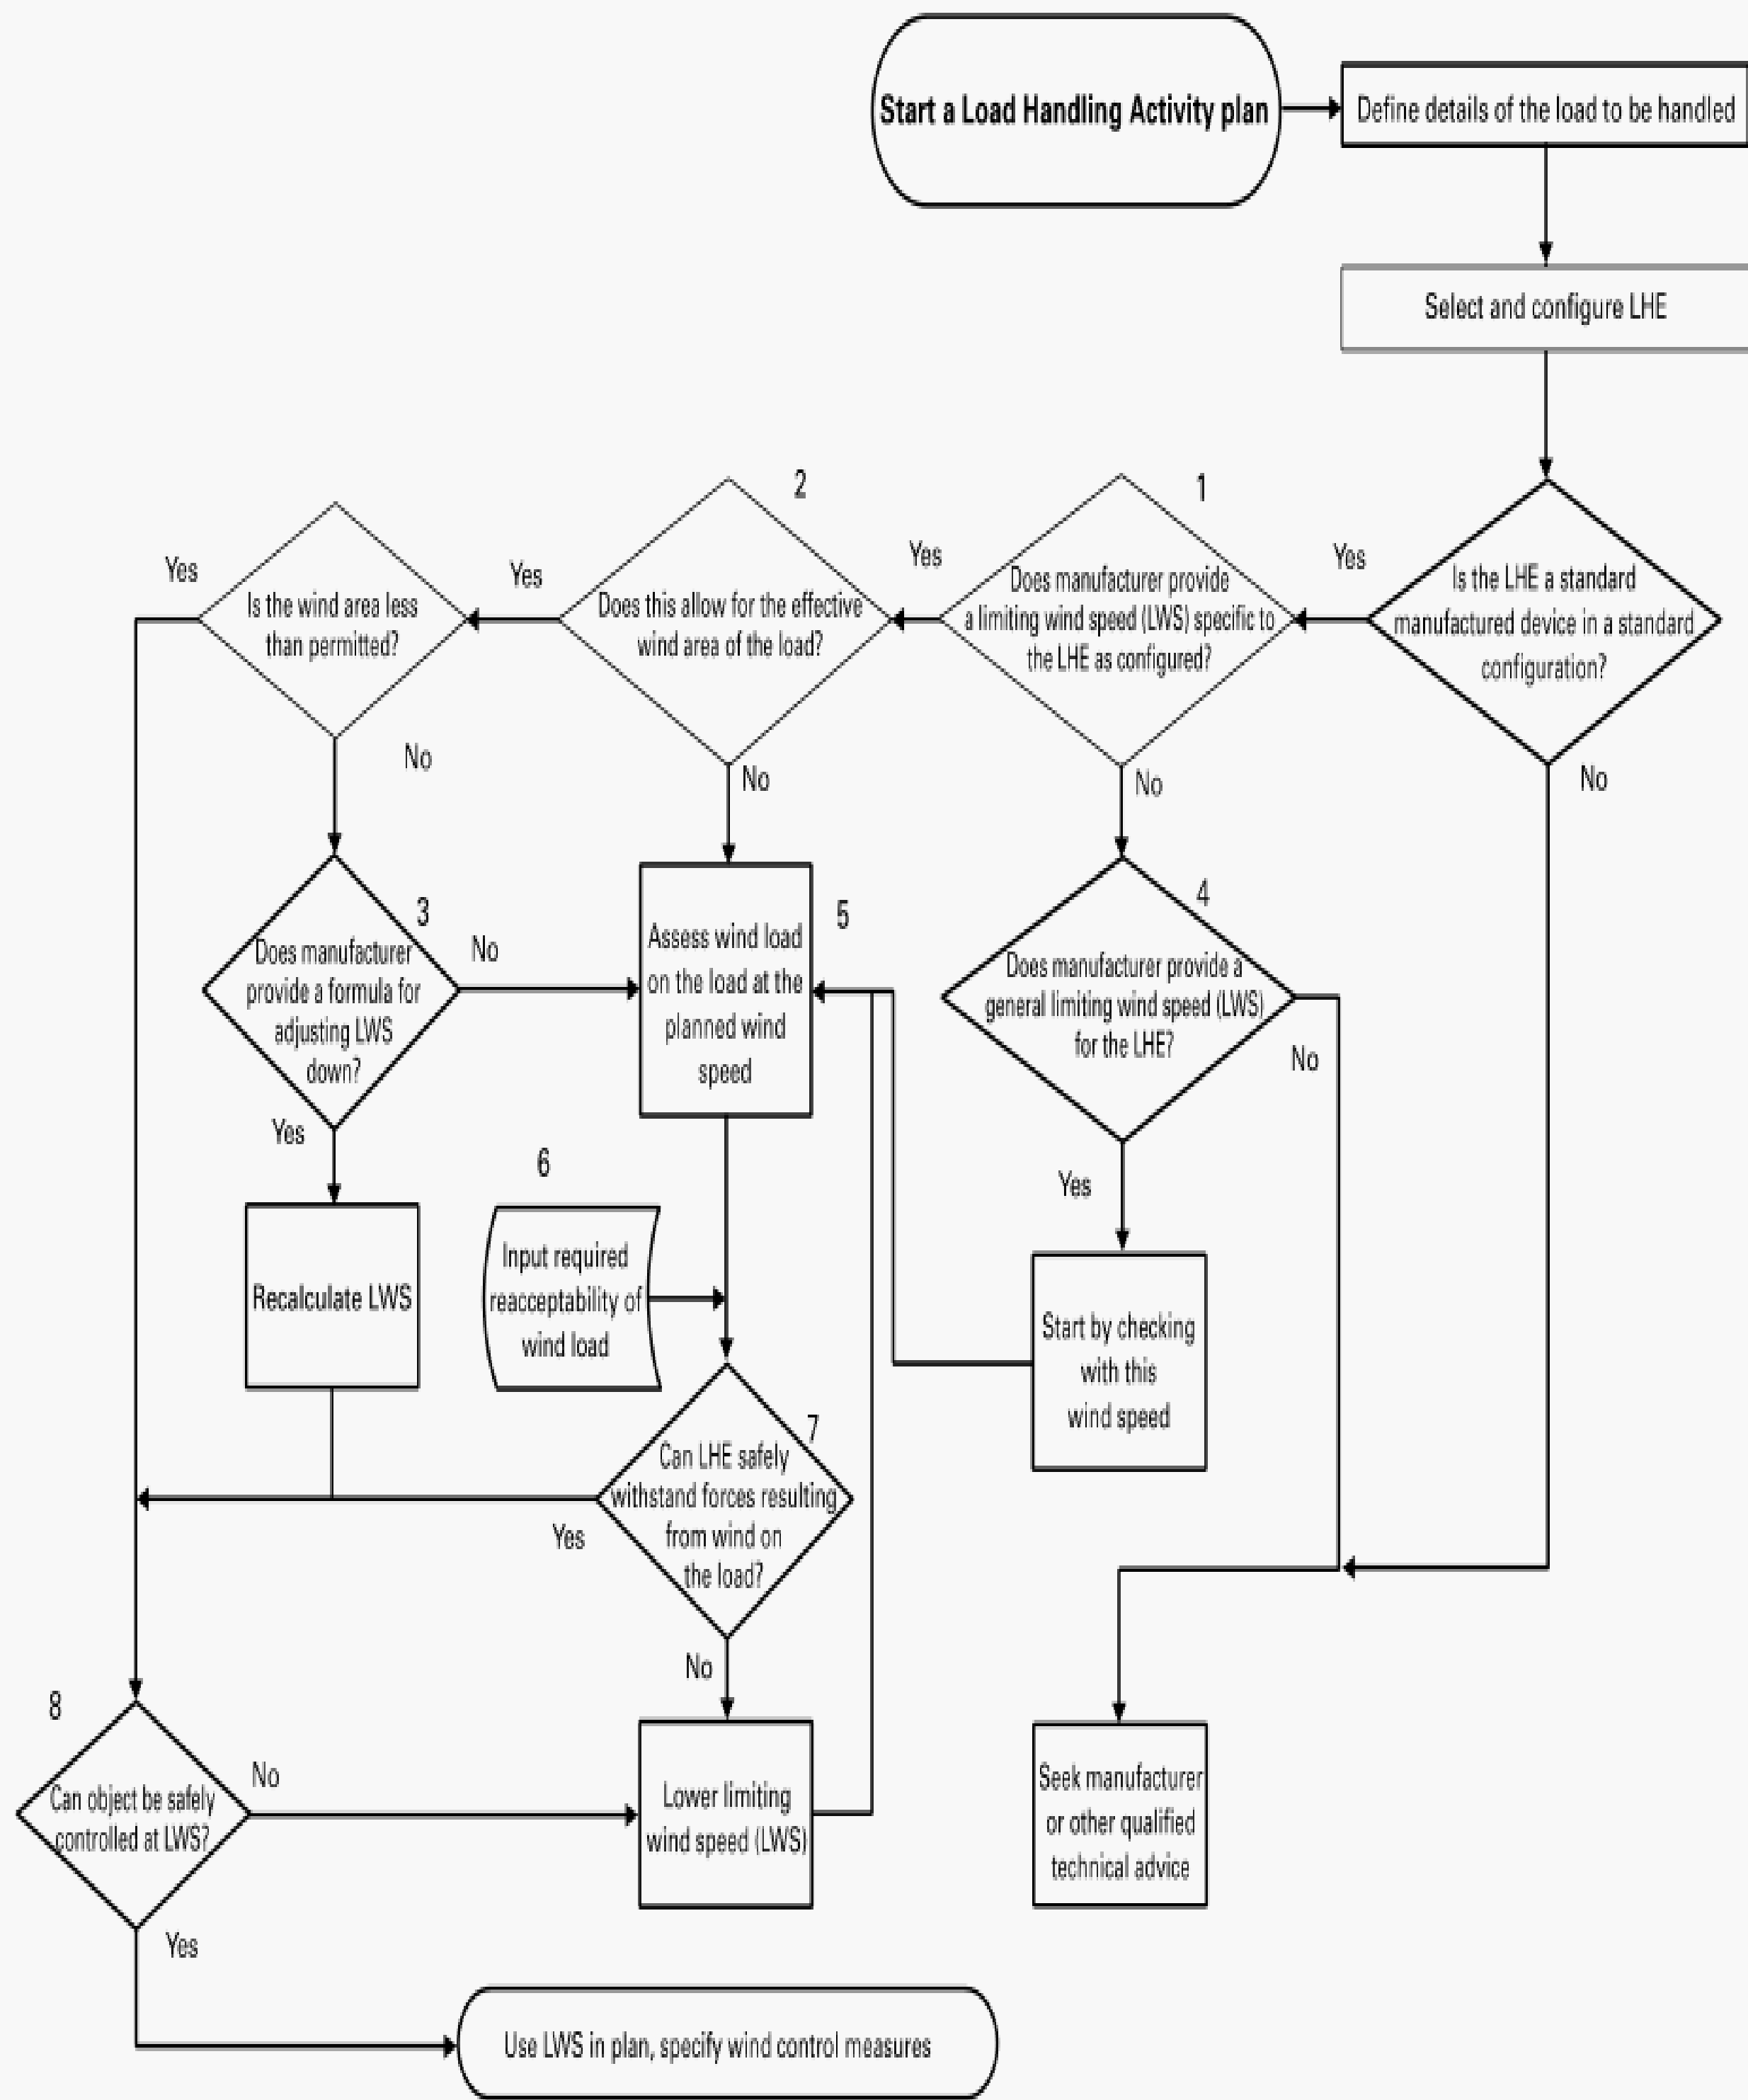 Start a Load Handling Activity plan
Define details of the load to be handled
Select and configure LHE
Is the LHE a standard
manufactured device in a standard
configuration?
Yes
No
1
Does manufacturer provide
a limiting wind speed (LWS) specific to
the LHE as configured?
Yes
No
2
Does this allow for the effective
wind area of the load?
Yes
No
Is the wind area less
than permitted?
Yes
No
3
Does manufacturer
provide a formula for
adjusting LWS
down?
No
Yes
5
Assess wind load
on the load at the
planned wind
speed
4
Does manufacturer provide a
general limiting wind speed (LWS)
for the LHE?
No
Yes
Recalculate LWS
6
Input required
reacceptability of
wind load
Start by checking
with this
wind speed
7
Can LHE safely
withstand forces resulting
from wind on
the load?
Yes
No
8
Can object be safely
controlled at LWS?
No
Yes
Lower limiting
wind speed (LWS)
Seek manufacturer
or other qualified
technical advice
Use LWS in plan, specify wind control measures